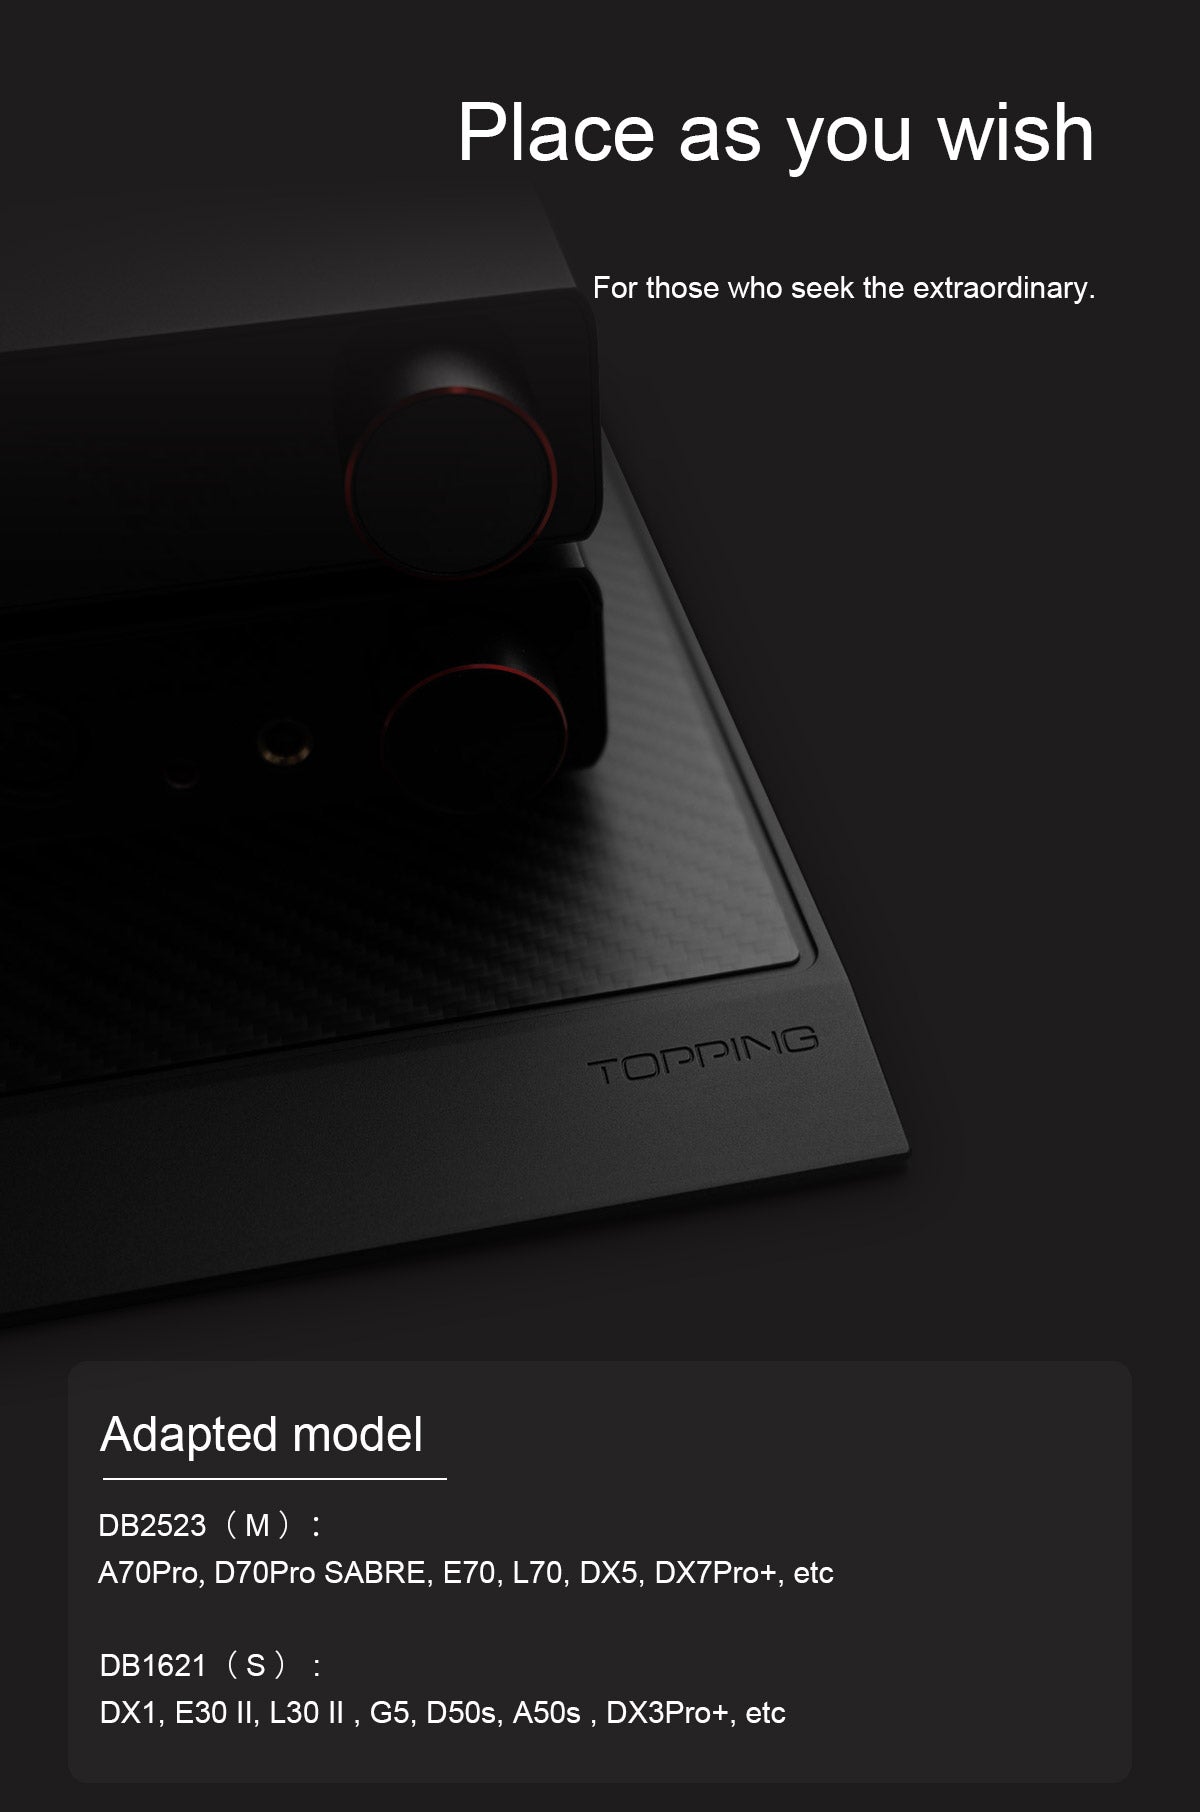 Place as you wish
For those who seek the extraordinary.
TOPPING
Adapted model
DB2523（M）：
A70Pro, D70Pro SABRE, E70, L70, DX5, DX7Pro+, etc
DB1621（S） :
DX1, E30 II, L30 II , G5, D50s, A50s , DX3Pro+, etc